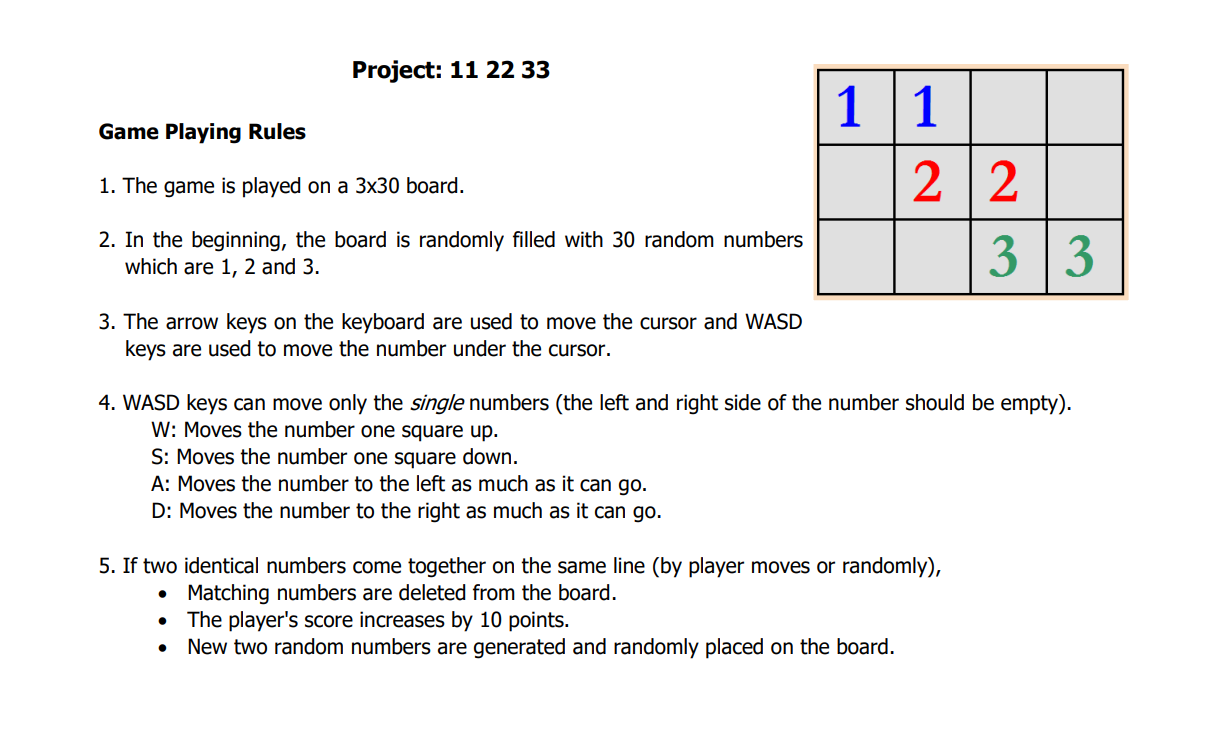 Project: 11 22 33
1 1
2 2
3 3
Game Playing Rules
1. The game is played on a 3x30 board.
2. In the beginning, the board is randomly filled with 30 random numbers
which are 1, 2 and 3.
3. The arrow keys on the keyboard are used to move the cursor and WASD
keys are used to move the number under the cursor.
4. WASD keys can move only the single numbers (the left and right side of the number should be empty).
W: Moves the number one square up.
S: Moves the number one square down.
A: Moves the number to the left as much as it can go.
D: Moves the number to the right as much as it can go.
5. If two identical numbers come together on the same line (by player moves or randomly),
• Matching numbers are deleted from the board.
• The player's score increases by 10 points.
• New two random numbers are generated and randomly placed on the board.